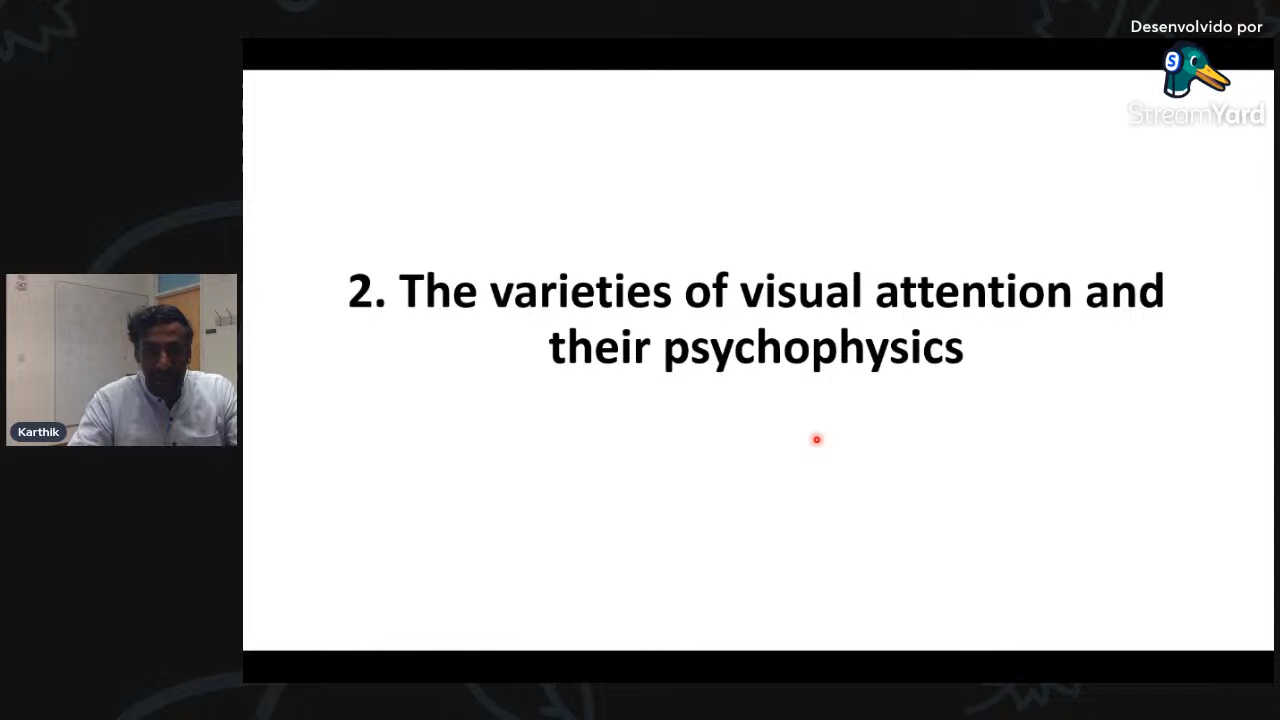 Desenvolvido por
S
StreamYard
2. The varieties of visual attention and
their psychophysics
Karthik